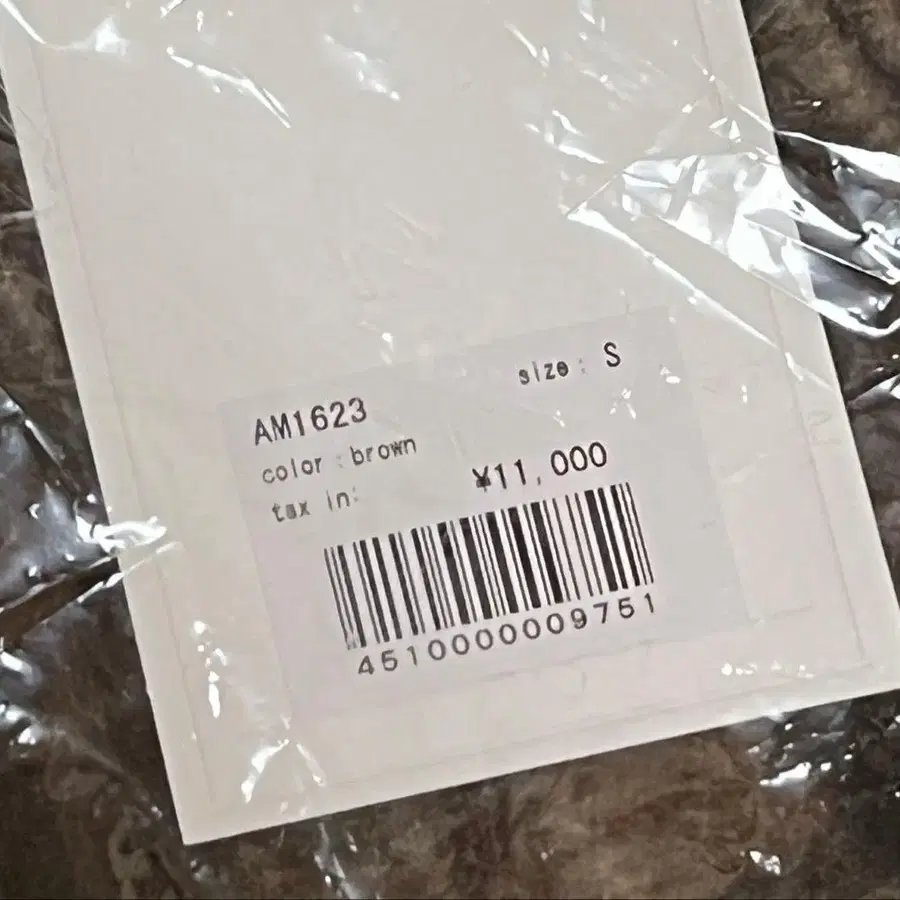 size: S
AM1623
color:brown
tax in: ¥11,000
4510000009751